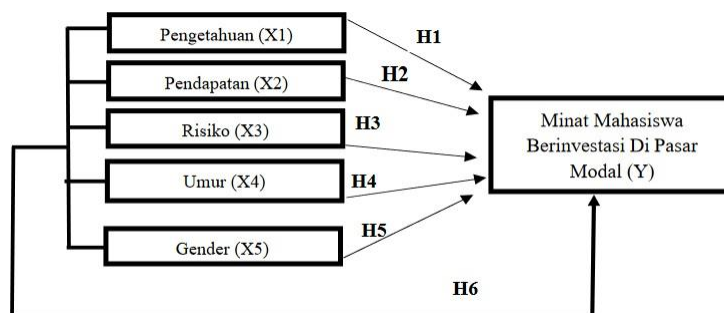 Pengetahuan (X1)
H1
Pendapatan (X2)
H2
Risiko (X3)
H3
Umur (X4)
H4
Gender (X5)
H5
Minat Mahasiswa
Berinvestasi Di Pasar
Modal (Y)
H6